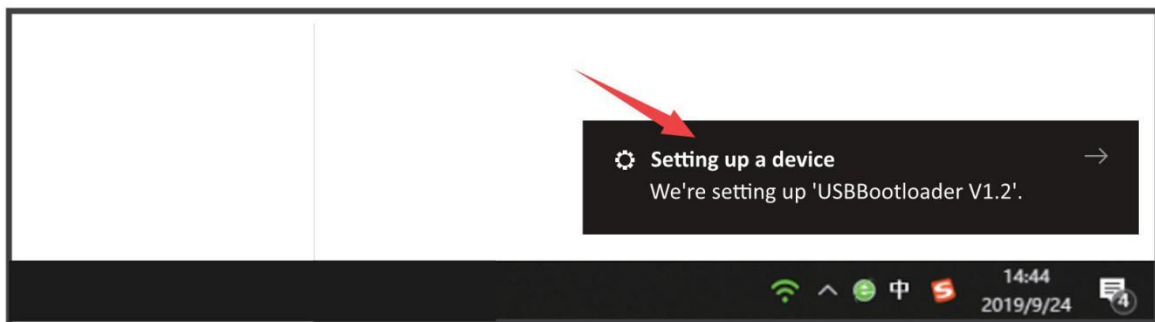 Setting up a device
We're setting up 'USBBootloader V1.2'.
中
14:44
2019/9/24
4